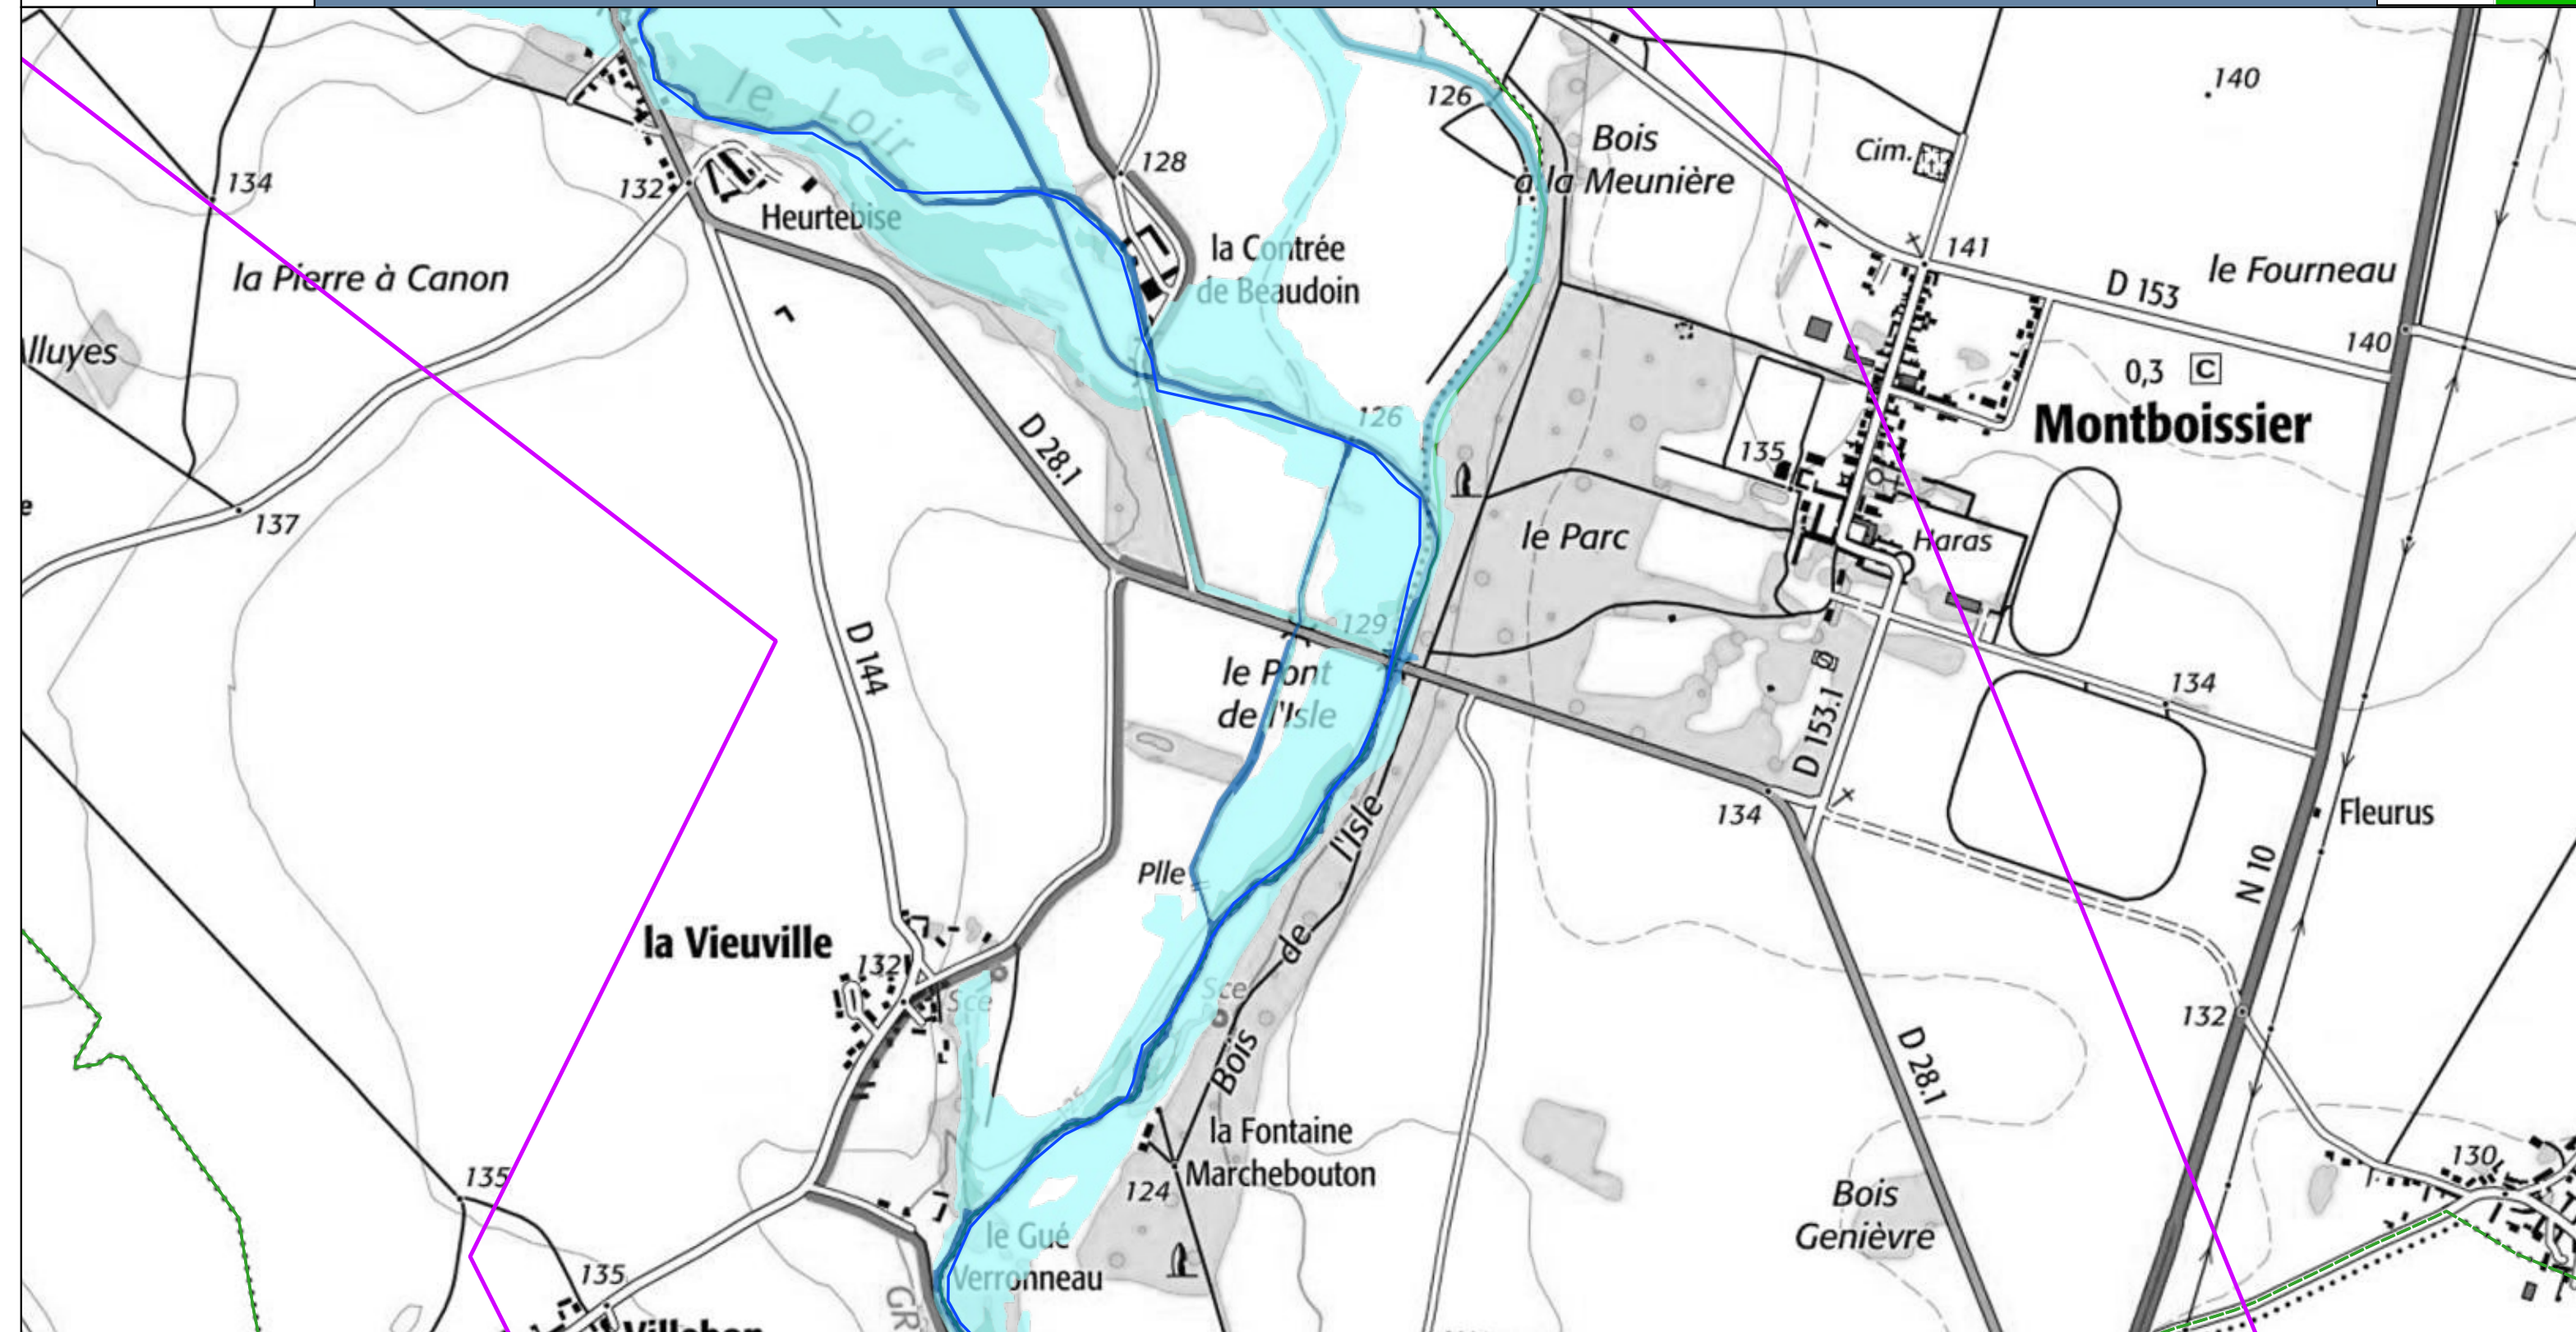 140
126
Bois
à la Meunière
Cim.
le Loir
128
134
132
Heurtebise
la Contrée
de Beaudoin
141
le Fourneau
D 153
la Pierre à Canon
lluyes
140
0,3 C
Montboissier
126
D 28.1
135
137
le Parc
Haras
129
D 144
le Pont
de l'Isle
134
D 153.1
134
Fleurus
N 10
Plle
Bois de l'Isle
la Vieuville
132
Sce
Sce
132
D 28.1
la Fontaine
Marchebouton
124
130
135
Bois
Genièvre
le Gué
Verronneau
135
GR